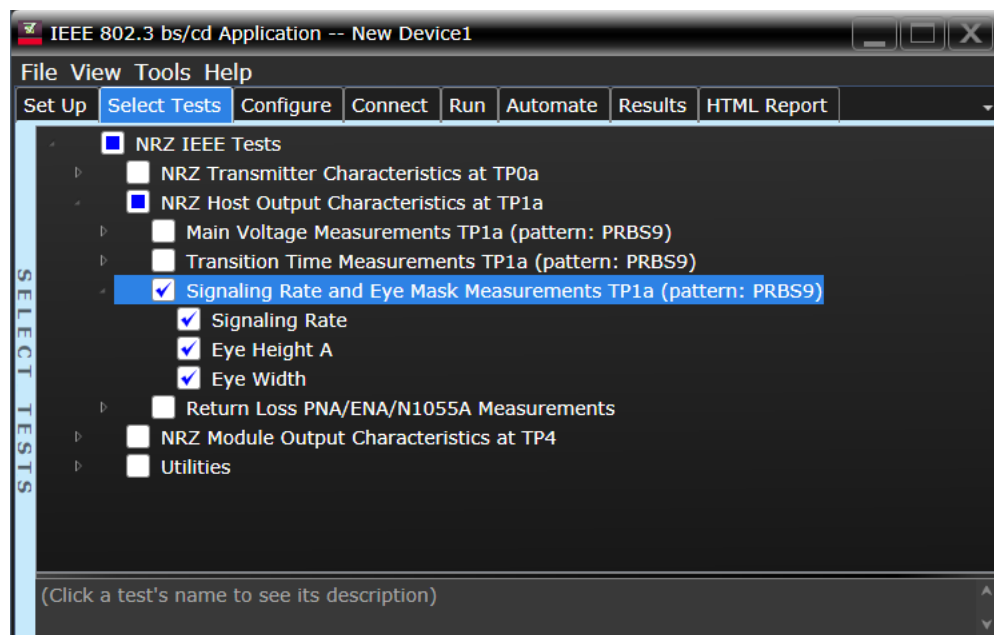 IEEE 802.3 bs/cd Application -- New Device1
File View Tools Help
Set Up Select Tests Configure Connect Run Automate Results HTML Report
NRZ IEEE Tests
NRZ Transmitter Characteristics at TP0a
NRZ Host Output Characteristics at TP1a
Main Voltage Measurements TP1a (pattern: PRBS9)
Transition Time Measurements TP1a (pattern: PRBS9)
Signaling Rate and Eye Mask Measurements TP1a (pattern: PRBS9)
Signaling Rate
Eye Height A
Eye Width
Return Loss PNA/ENA/N1055A Measurements
NRZ Module Output Characteristics at TP4
Utilities
SELECT TESTS
(Click a test's name to see its description)